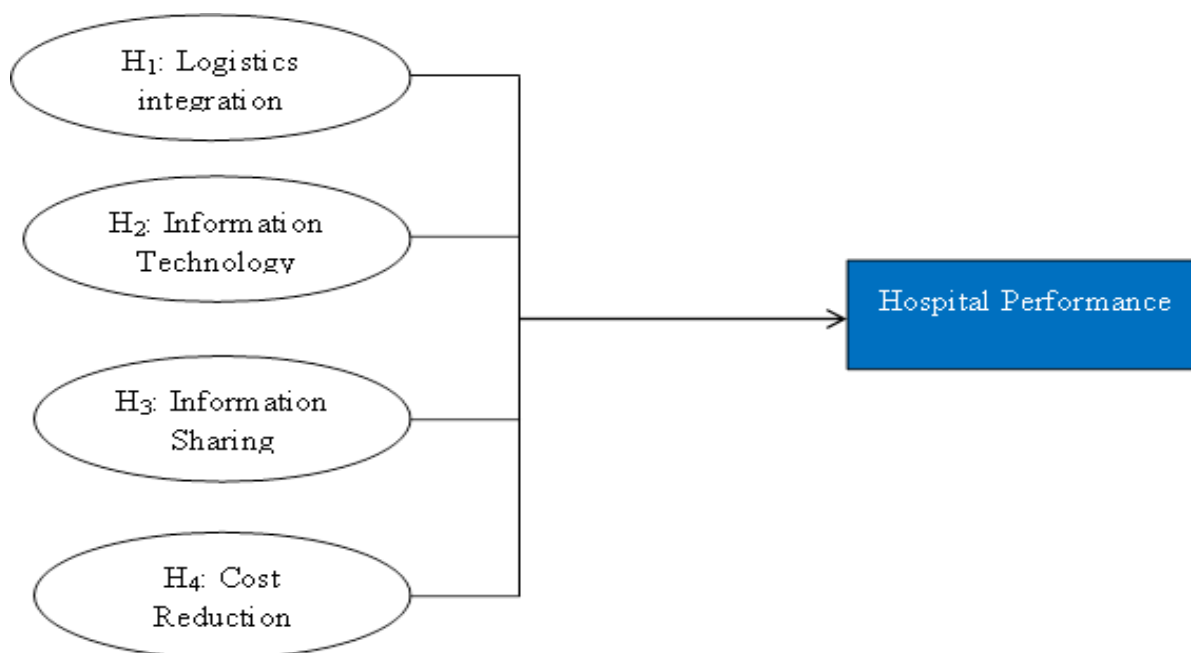 H₁: Logistics
integration
H₂: Information
Technology
H₃: Information
Sharing
H₄: Cost
Reduction
Hospital Performance